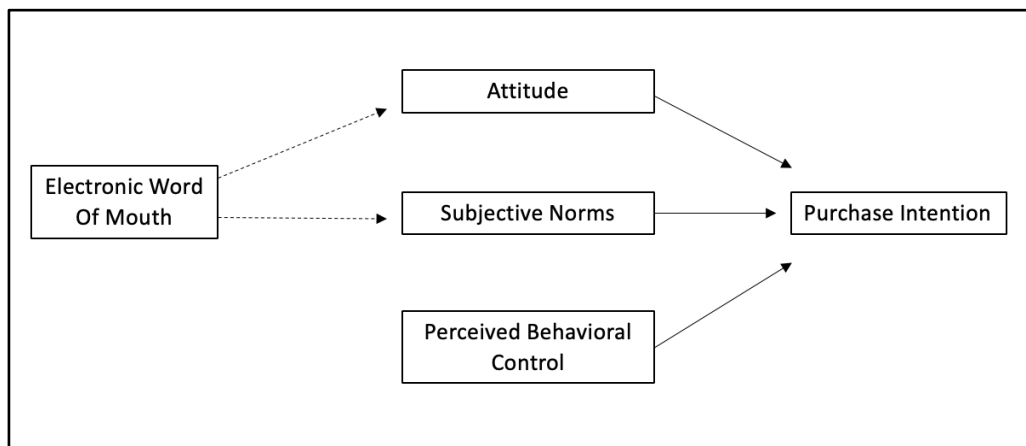 Attitude
Electronic Word
Of Mouth
Subjective Norms
Purchase Intention
Perceived Behavioral
Control